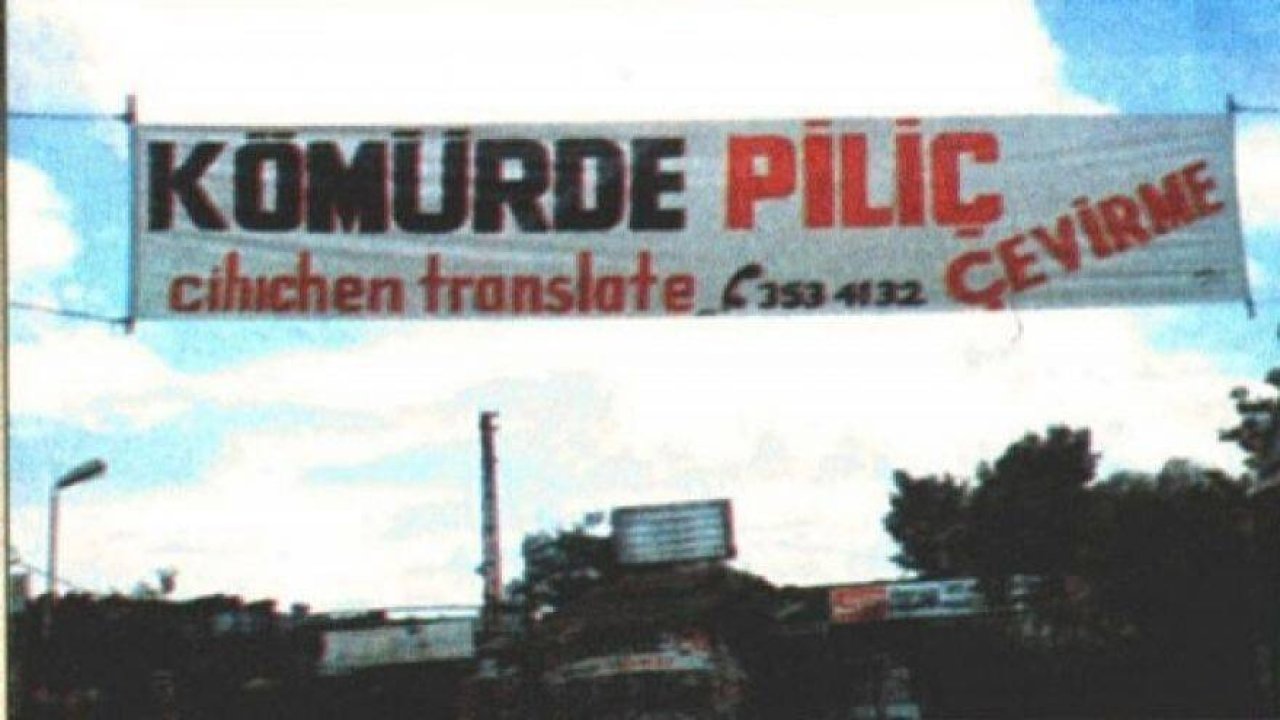 KÖMÜRDE PİLİÇ
ÇEVİRME
cihichen translate 353 4132